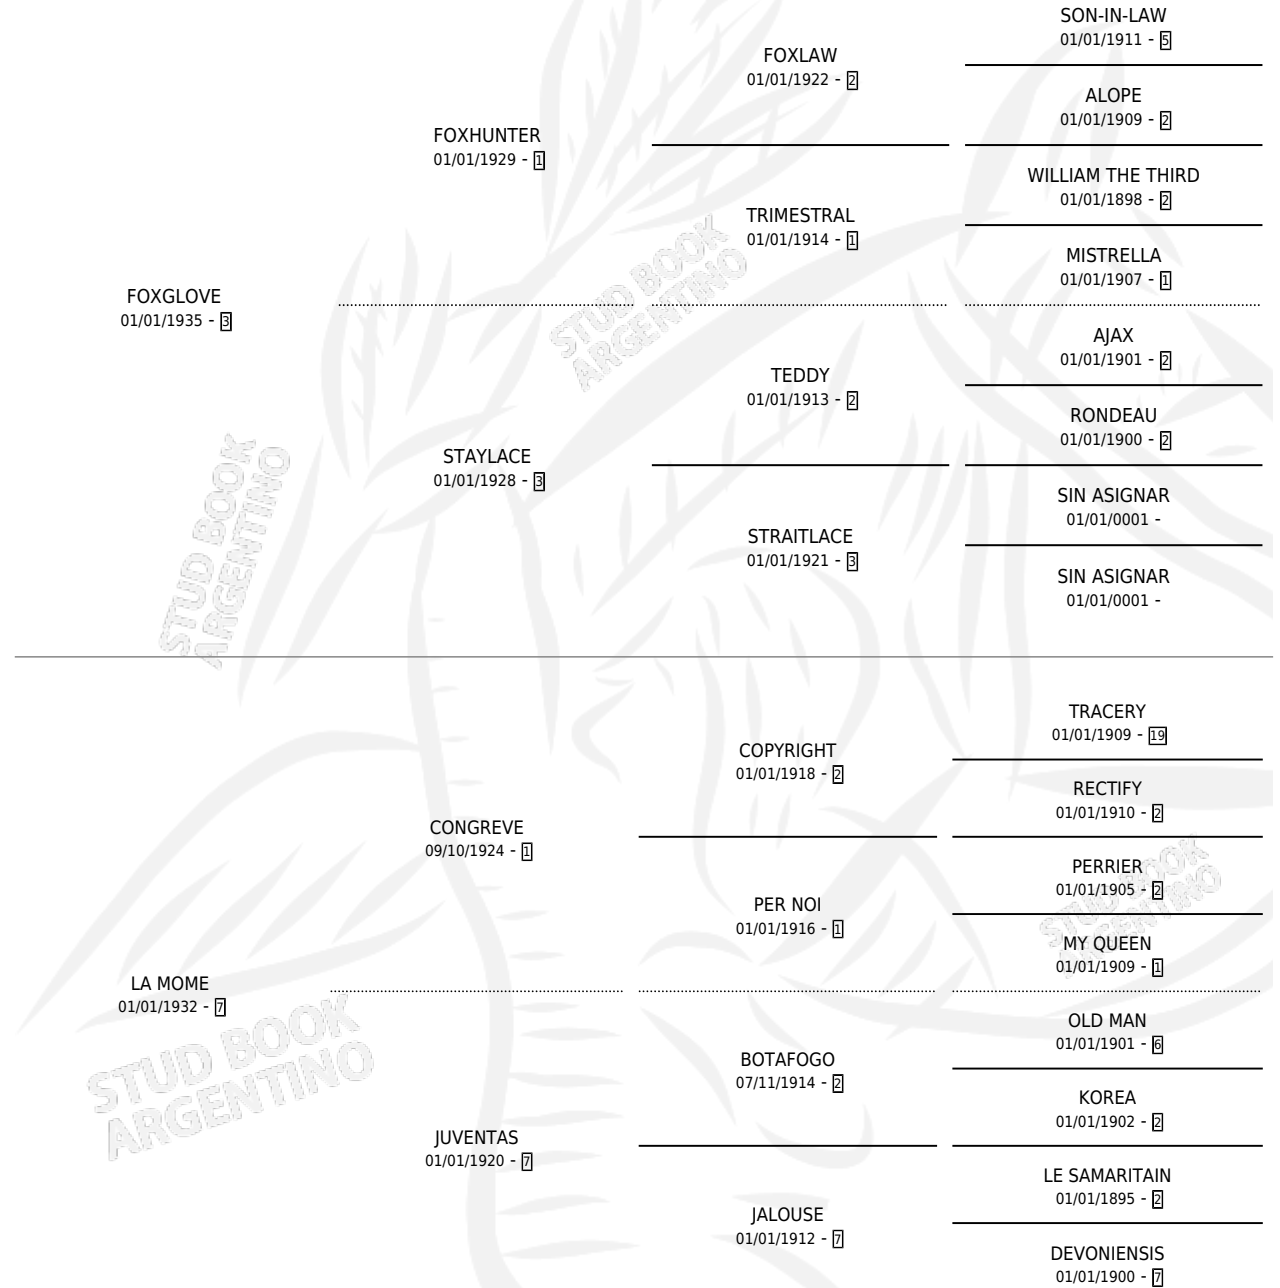 SON-IN-LAW
01/01/1911 - 5
FOXLAW
01/01/1922 - 2
ALOPE
01/01/1909 - 2
FOXHUNTER
01/01/1929 - 1
WILLIAM THE THIRD
01/01/1898 - 2
TRIMESTRAL
01/01/1914 - 1
MISTRELLA
01/01/1907 - 1
FOXGLOVE
01/01/1935 - 3
AJAX
01/01/1901 - 2
TEDDY
01/01/1913 - 2
RONDEAU
01/01/1900 - 2
STAYLACE
01/01/1928 - 3
SIN ASIGNAR
01/01/0001 -
STRAITLACE
01/01/1921 - 3
SIN ASIGNAR
01/01/0001 -
TRACERY
01/01/1909 - 19
COPYRIGHT
01/01/1918 - 2
RECTIFY
01/01/1910 - 2
CONGREVE
09/10/1924 - 1
PERRIER
01/01/1905 - 2
PER NOI
01/01/1916 - 1
MY QUEEN
01/01/1909 - 1
LA MOME
01/01/1932 - 7
OLD MAN
01/01/1901 - 6
BOTAFOGO
07/11/1914 - 2
KOREA
01/01/1902 - 2
JUVENTAS
01/01/1920 - 7
LE SAMARITAIN
01/01/1895 - 2
JALOUSE
01/01/1912 - 7
DEVONIENSIS
01/01/1900 - 7
STUD BOOK
ARGENTINO
STUD BOOK
ARGENTINO
STUD BOOK
ARGENTINO
STUD BOOK
ARGENTINO